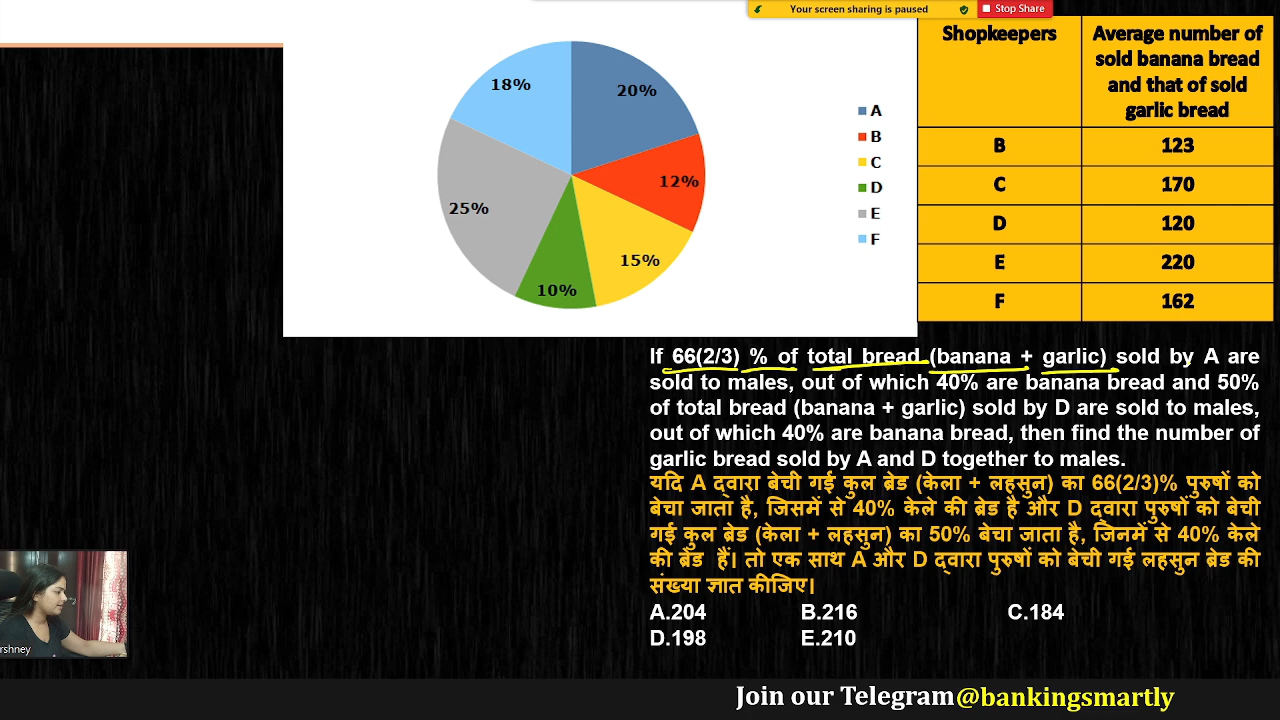 Your screen sharing is paused
Stop Share
18%
20%
12%
15%
10%
25%
A
B
C
D
E
F
Shopkeepers
Average number of
sold banana bread
and that of sold
garlic bread
B 123
C 170
D 120
E 220
F 162
If 66(2/3) % of total bread (banana + garlic) sold by A are
sold to males, out of which 40% are banana bread and 50%
of total bread (banana + garlic) sold by D are sold to males,
out of which 40% are banana bread, then find the number of
garlic bread sold by A and D together to males.
यदि A द्वारा बेची गई कुल ब्रेड (केला + लहसुन) का 66(2/3)% पुरुषों को
बेचा जाता है, जिसमें से 40% केले की ब्रेड है और D द्वारा पुरुषों को बेची
गई कुल ब्रेड (केला + लहसुन) का 50% बेचा जाता है, जिनमें से 40% केले
की ब्रेड हैं। तो एक साथ A और D द्वारा पुरुषों को बेची गई लहसुन ब्रेड की
संख्या ज्ञात कीजिए।
A.204 B.216 C.184
D.198 E.210
rshney
Join our Telegram@bankingsmartly